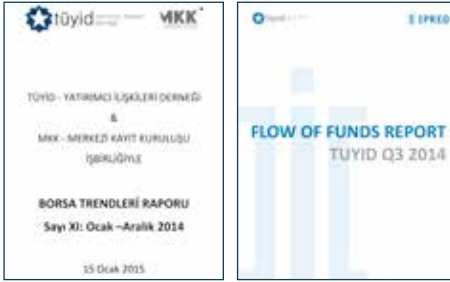 tüyid
MKK
TÜYİD - YATIRIMCI İLİŞKİLERİ DERNEĞİ
&
MKK - MERKEZİ KAYIT KURULUŞU
İŞBİRLİĞİYLE
BORSA TRENDLERİ RAPORU
Sayı XI: Ocak –Aralık 2014
15 Ocak 2015
IPREO
FLOW OF FUNDS REPORT
TUYID Q3 2014